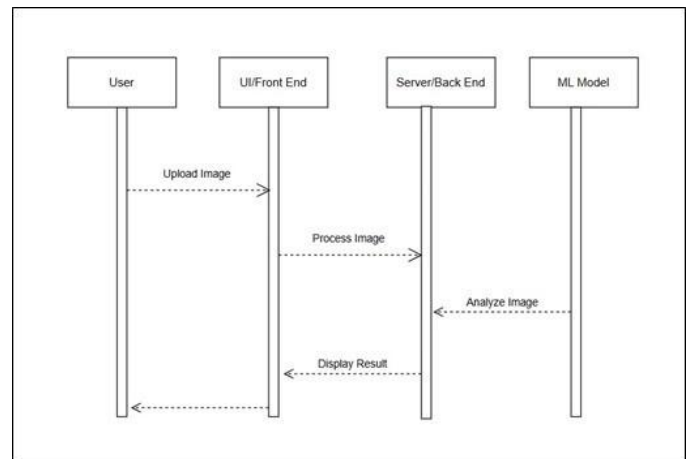 User
UI/Front End
Server/Back End
ML Model
Upload Image
Process Image
Analyze Image
Display Result